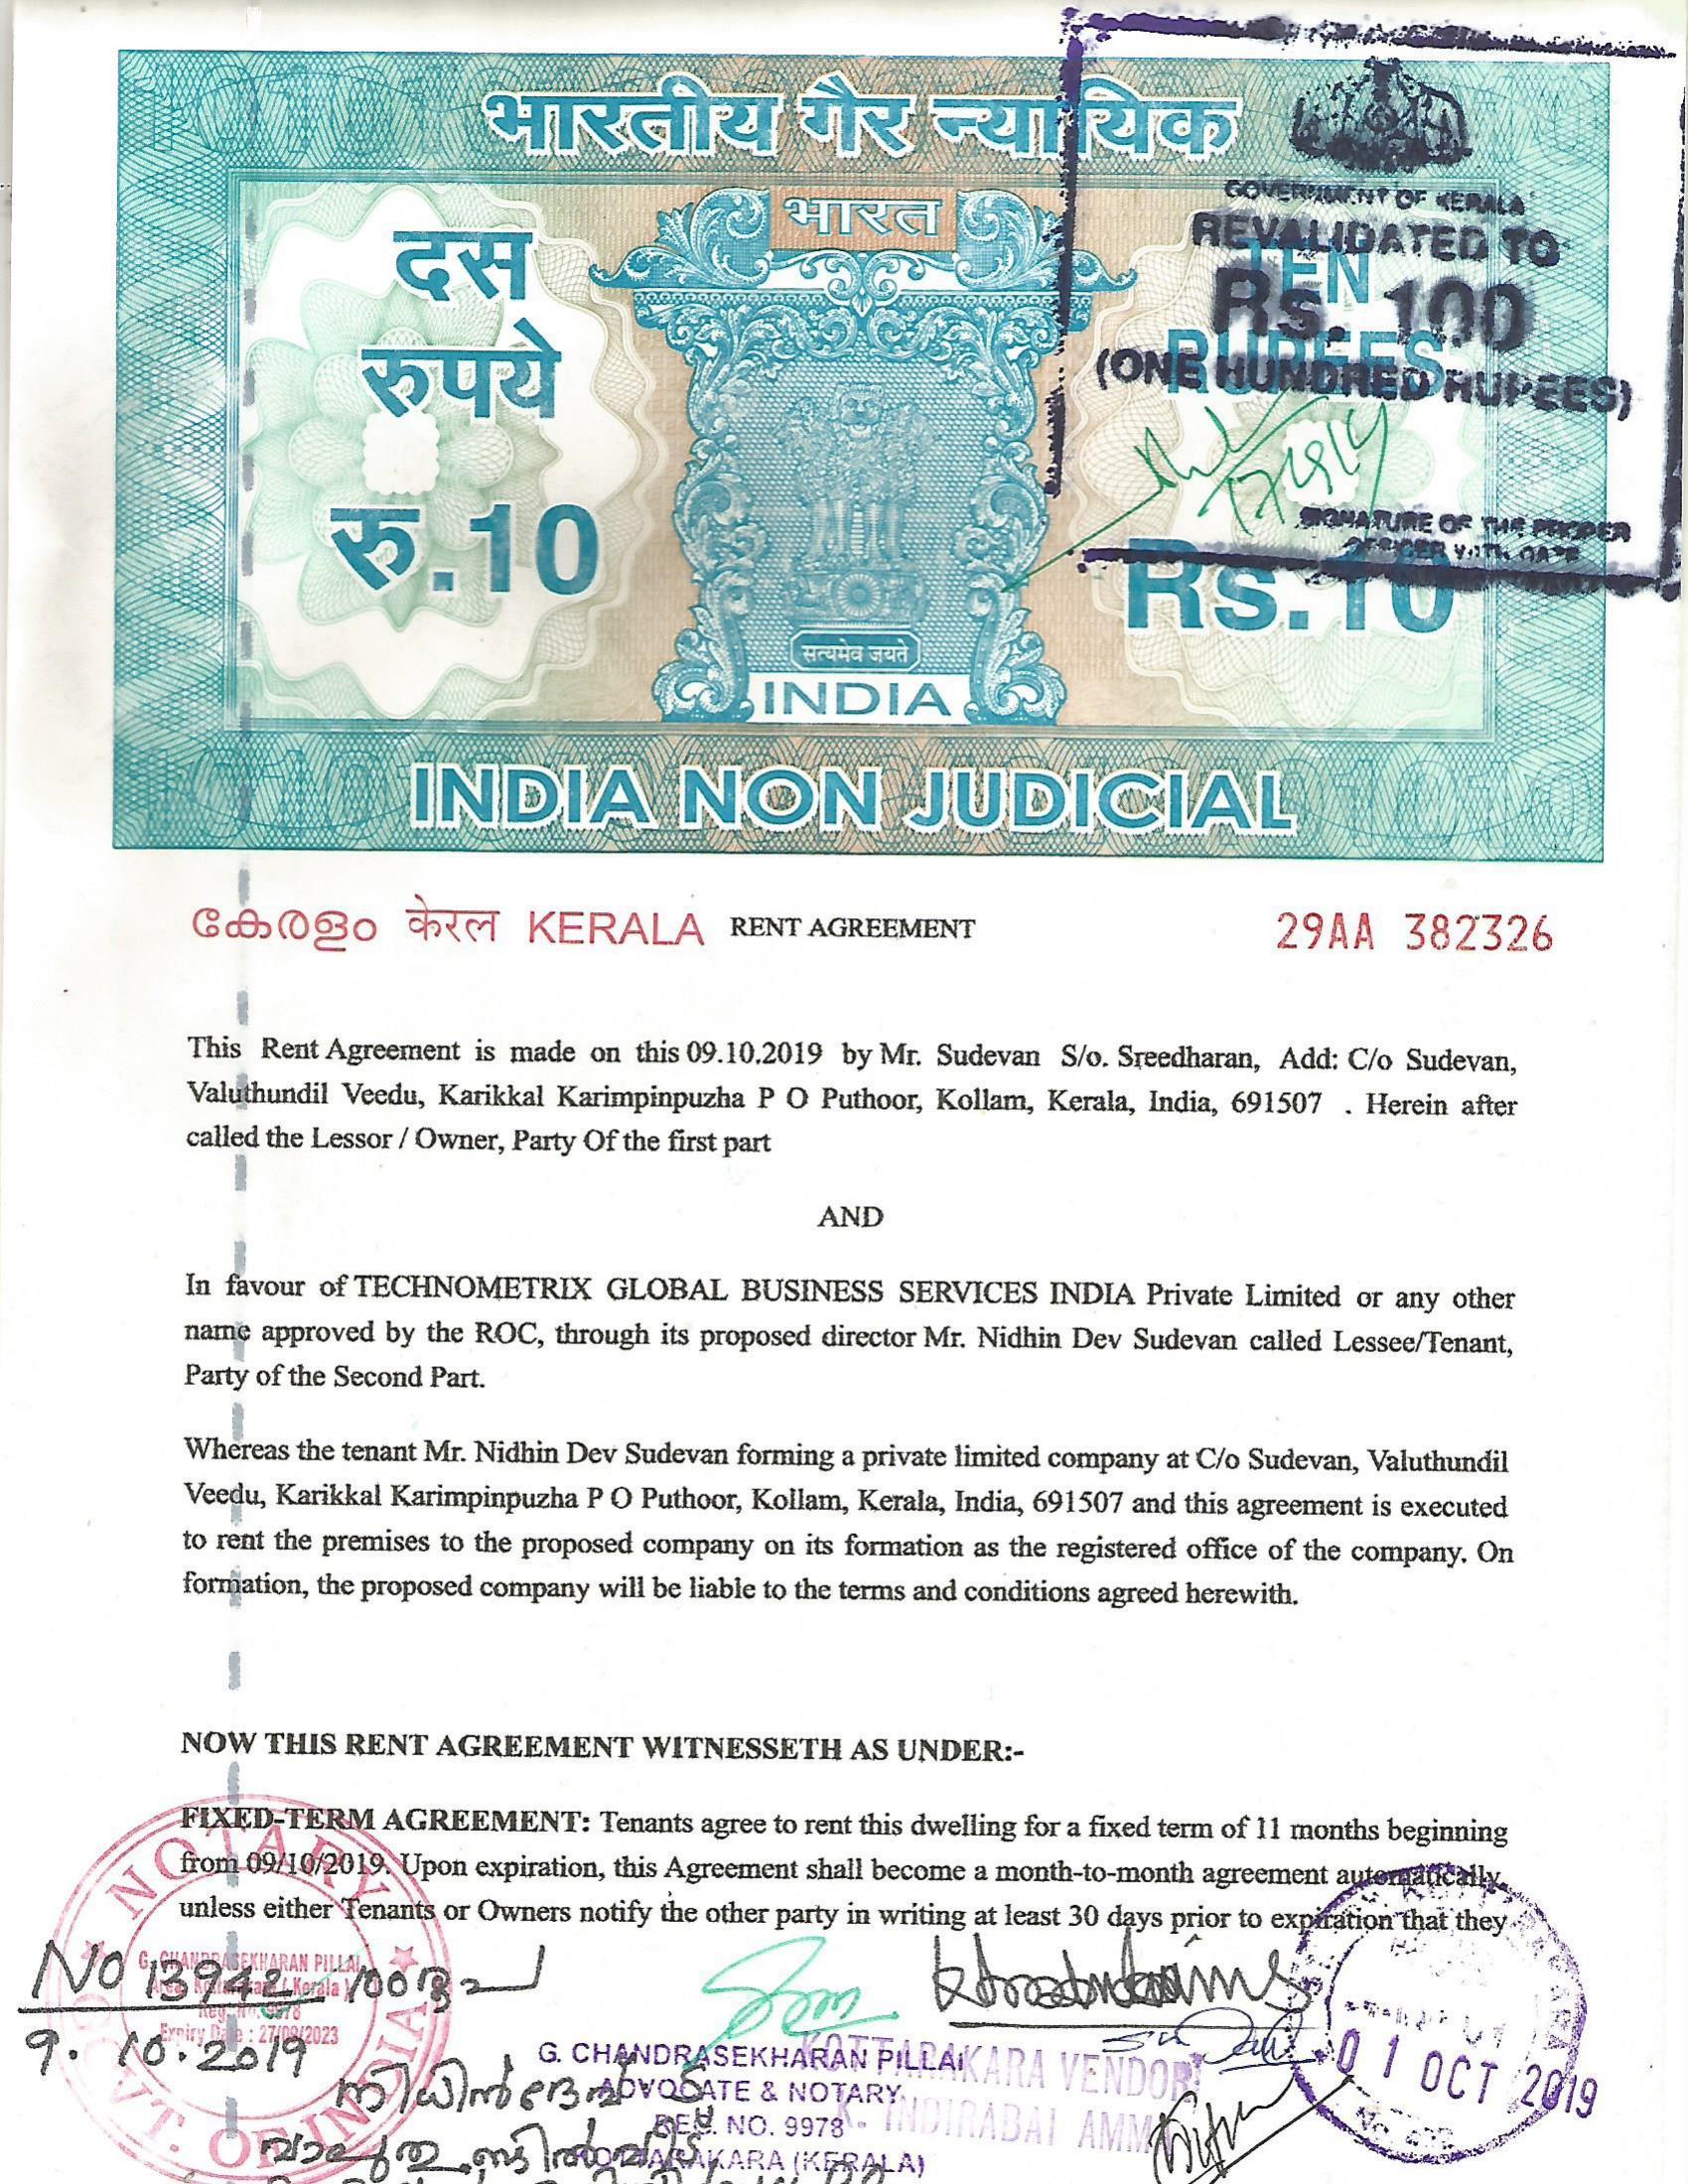 भारतीय गैर न्यायिक
भारत
दस
रुपये
रु.10
TEN
RUPEES
Rs.10
सत्यमेव जयते
INDIA
INDIA NON JUDICIAL
GOVERNMENT OF KERALA
REVALIDATED TO
Rs. 100
(ONE HUNDRED RUPEES)
SIGNATURE OF THE PROPER
OFFICER WITH DATE
കേരളം केरल KERALA RENT AGREEMENT 29AA 382326
This Rent Agreement is made on this 09.10.2019 by Mr. Sudevan S/o. Sreedharan, Add: C/o Sudevan,
Valuthundil Veedu, Karikkal Karimpinpuzha P O Puthoor, Kollam, Kerala, India, 691507 . Herein after
called the Lessor / Owner, Party Of the first part
AND
In favour of TECHNOMETRIX GLOBAL BUSINESS SERVICES INDIA Private Limited or any other
name approved by the ROC, through its proposed director Mr. Nidhin Dev Sudevan called Lessee/Tenant,
Party of the Second Part.
Whereas the tenant Mr. Nidhin Dev Sudevan forming a private limited company at C/o Sudevan, Valuthundil
Veedu, Karikkal Karimpinpuzha P O Puthoor, Kollam, Kerala, India, 691507 and this agreement is executed
to rent the premises to the proposed company on its formation as the registered office of the company. On
formation, the proposed company will be liable to the terms and conditions agreed herewith.
NOW THIS RENT AGREEMENT WITNESSETH AS UNDER:-
FIXED-TERM AGREEMENT: Tenants agree to rent this dwelling for a fixed term of 11 months beginning
from 09/10/2019. Upon expiration, this Agreement shall become a month-to-month agreement automatically
unless either Tenants or Owners notify the other party in writing at least 30 days prior to expiration that they
NOTARY
GOVT. OF INDIA
G. CHANDRASEKHARAN PILLAI
Area Kottarakara (Kerala)
Reg. No. 9978
Expiry Date : 27/09/2023
No 13942
9.10.2019
G. CHANDRASEKHARAN PILLAI
ADVOCATE & NOTARY
REG. NO. 9978
KOTTARAKARA (KERALA)
KOTTARAKARA VENDOR
K. INDIRABAI AMMA
01 OCT 2019